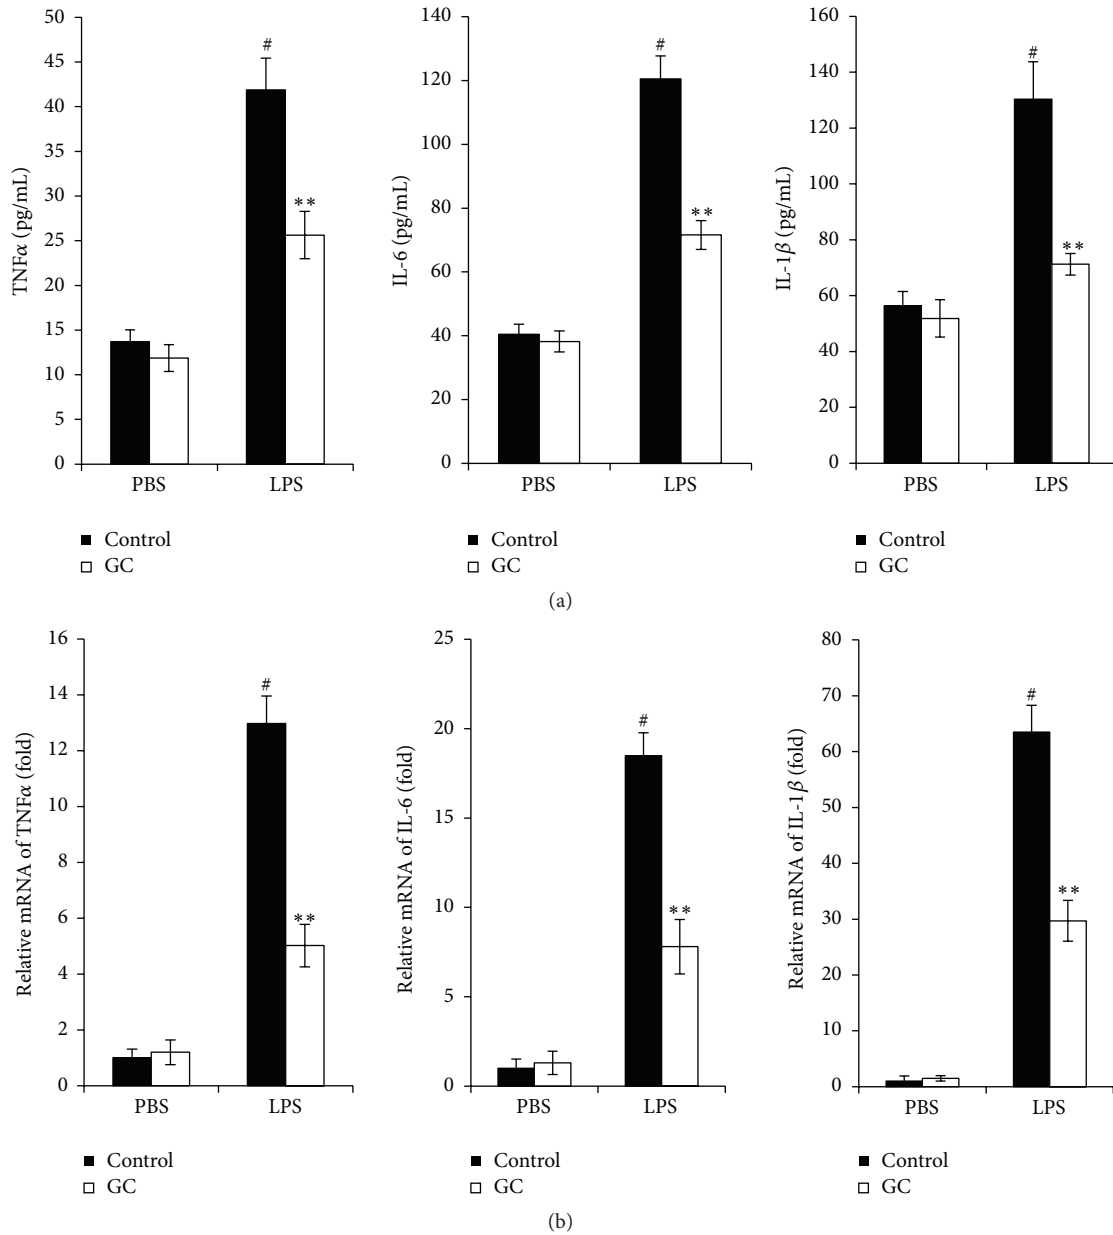 50
45
40
35
30
25
20
15
10
5
0
TNFα (pg/mL)
#
**
PBS
LPS
■ Control
□ GC
140
120
100
80
60
40
20
0
IL-6 (pg/mL)
#
**
PBS
LPS
■ Control
□ GC
160
140
120
100
80
60
40
20
0
IL-1β (pg/mL)
#
**
PBS
LPS
■ Control
□ GC
(a)
16
14
12
10
8
6
4
2
0
Relative mRNA of TNFα (fold)
#
**
PBS
LPS
■ Control
□ GC
25
20
15
10
5
0
Relative mRNA of IL-6 (fold)
#
**
PBS
LPS
■ Control
□ GC
80
70
60
50
40
30
20
10
0
Relative mRNA of IL-1β (fold)
#
**
PBS
LPS
■ Control
□ GC
(b)